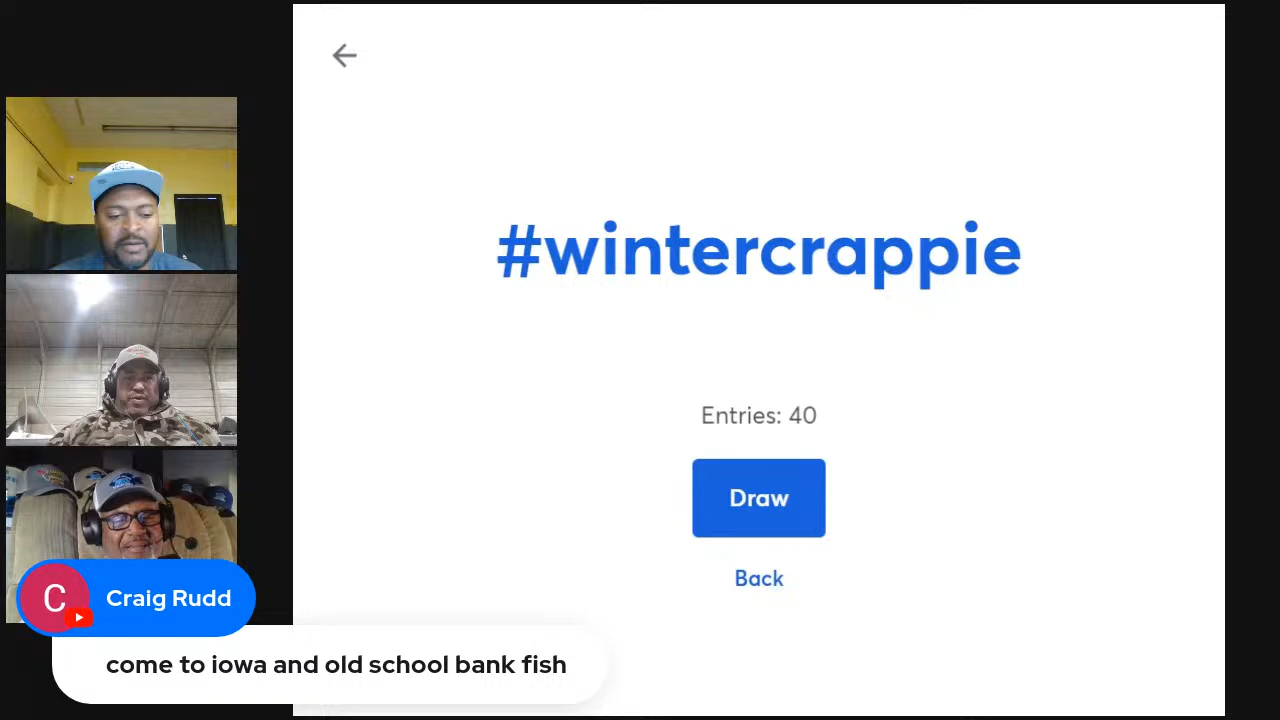 #wintercrappie
Entries: 40
Draw
Back
C
Craig Rudd
come to iowa and old school bank fish